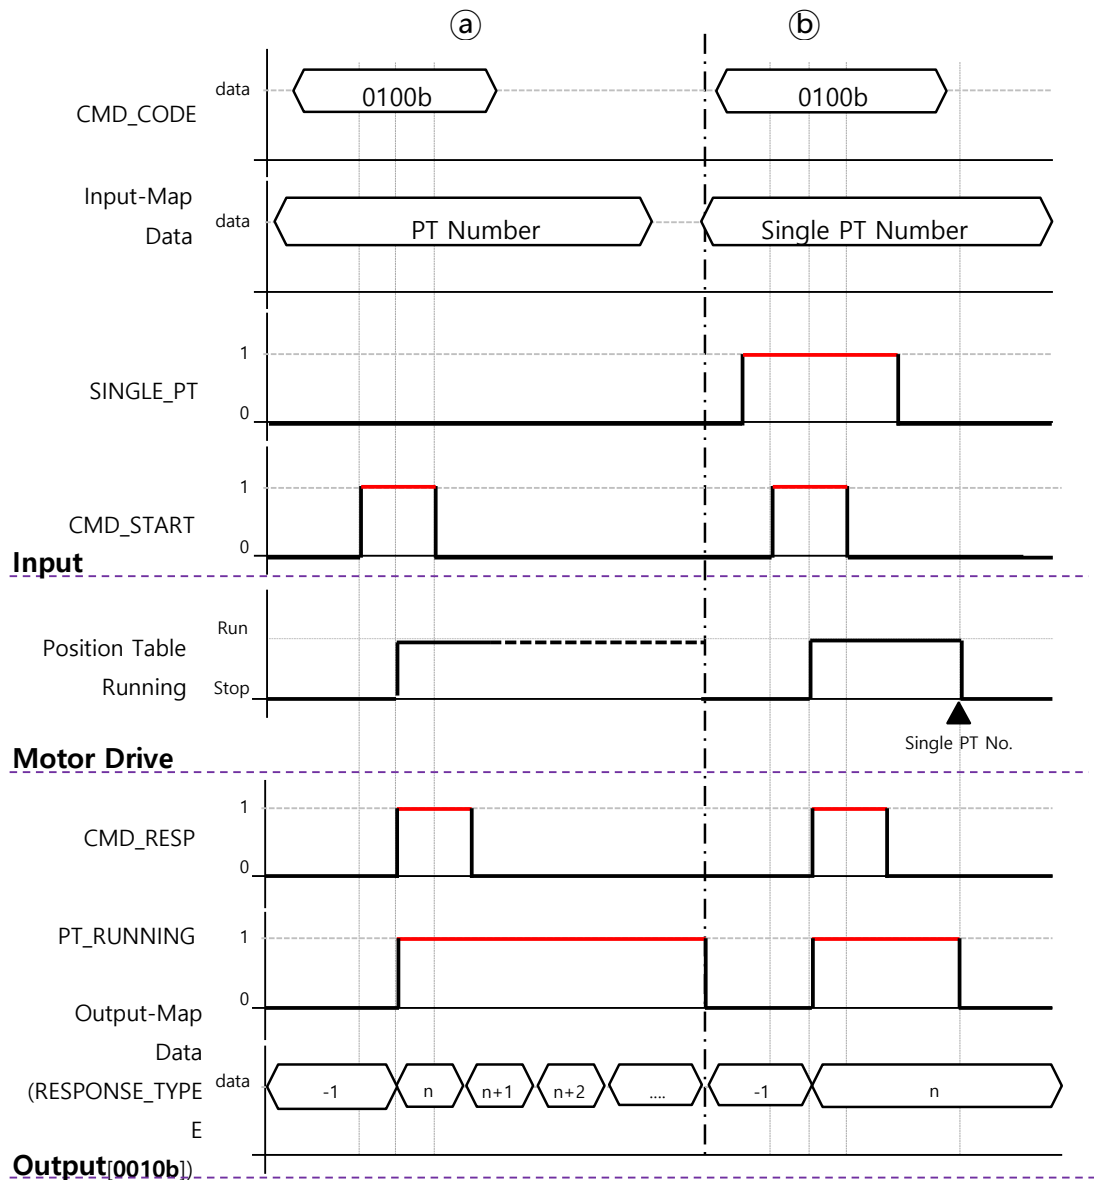 ⓐ ⓑ
CMD_CODE data 0100b 0100b
Input-Map
Data data PT Number Single PT Number
1
SINGLE_PT
0
1
CMD_START
0
Input
Run
Position Table
Running Stop
Single PT No.
Motor Drive
1
CMD_RESP
0
PT_RUNNING 1
0
Output-Map
Data
(RESPONSE_TYPE data -1 n n+1 n+2 .... -1 n
E
Output[0010b])